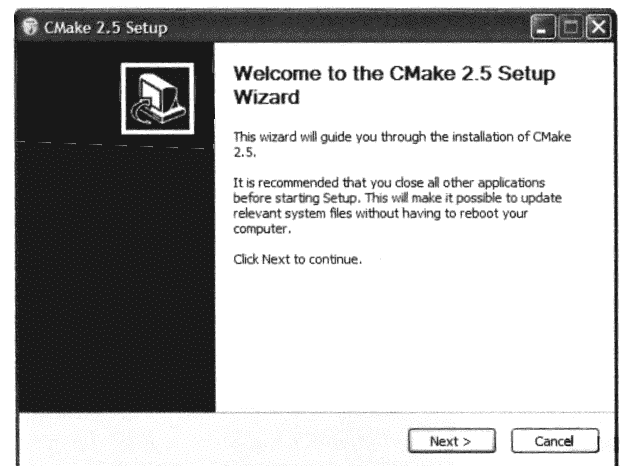 CMake 2.5 Setup
Welcome to the CMake 2.5 Setup
Wizard
This wizard will guide you through the installation of CMake
2.5.
It is recommended that you close all other applications
before starting Setup. This will make it possible to update
relevant system files without having to reboot your
computer.
Click Next to continue.
Next >
Cancel